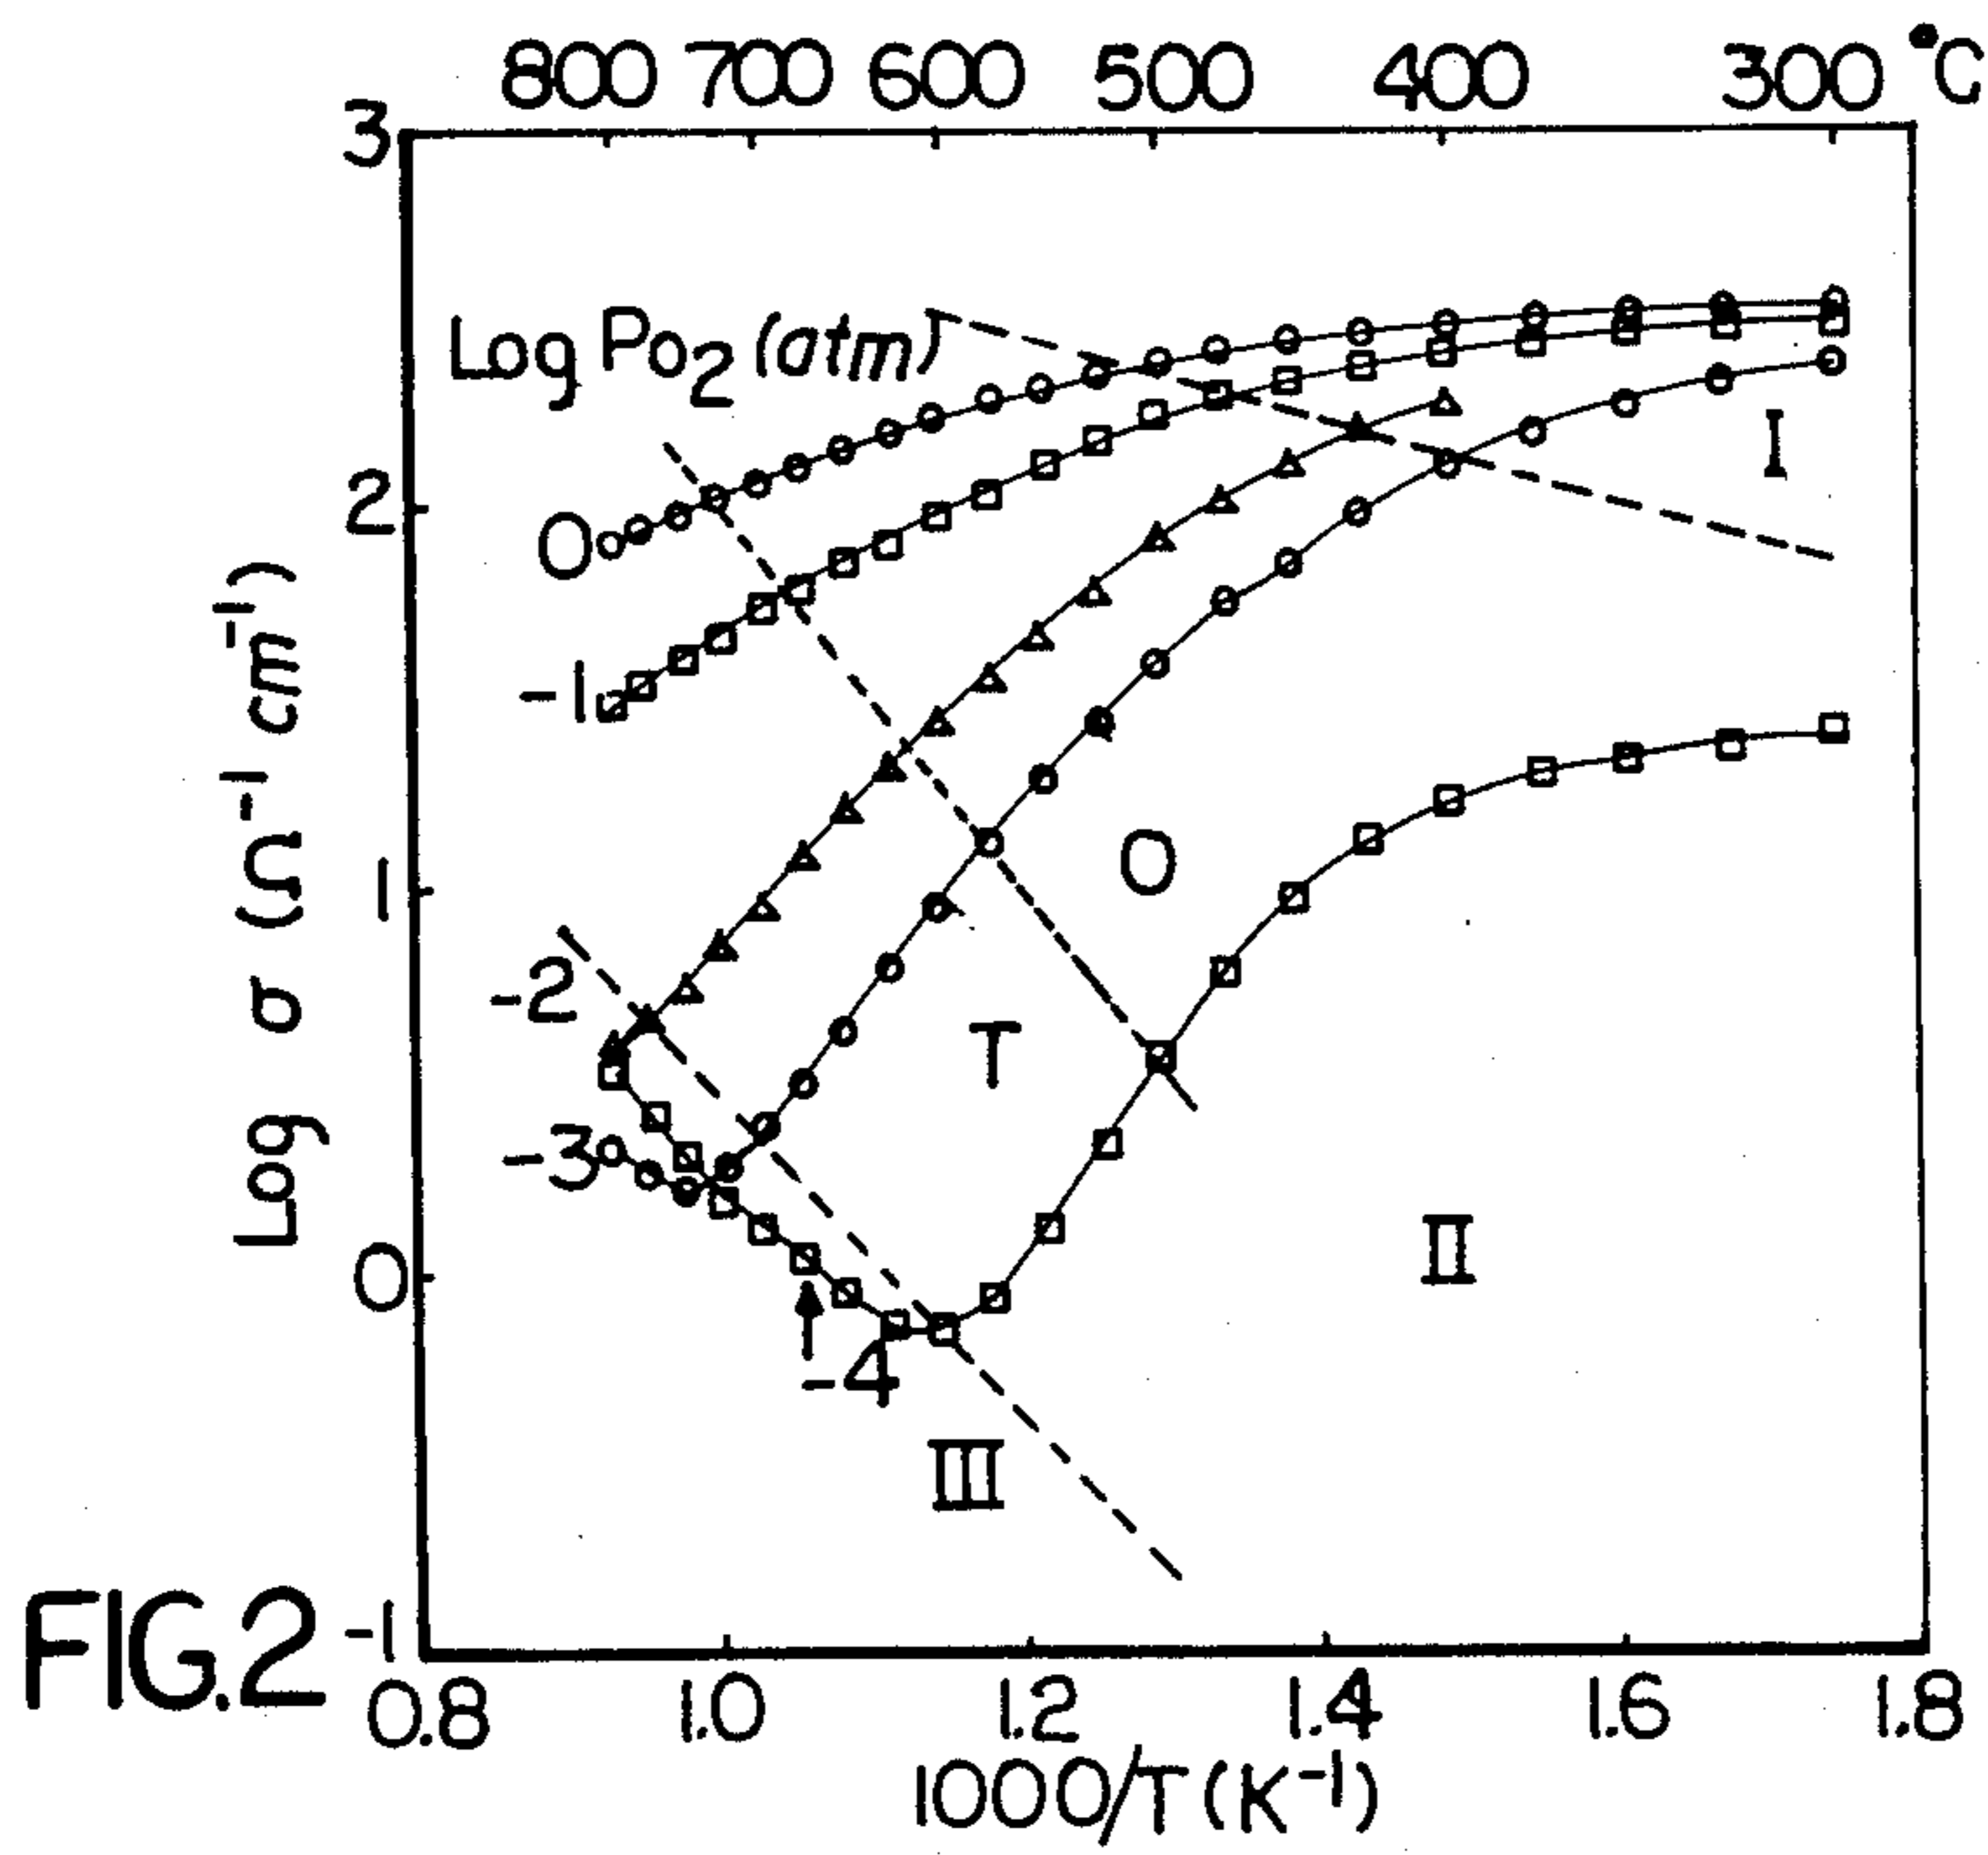 800 700 600 500 400 300 °C
3
Log Po₂ (atm)
I
2
0
-1
Log σ (Ω⁻¹ cm⁻¹)
1
O
-2
T
-3
0
II
-4
III
FIG.2
-1
0.8 1.0 1.2 1.4 1.6 1.8
1000/T (K⁻¹)